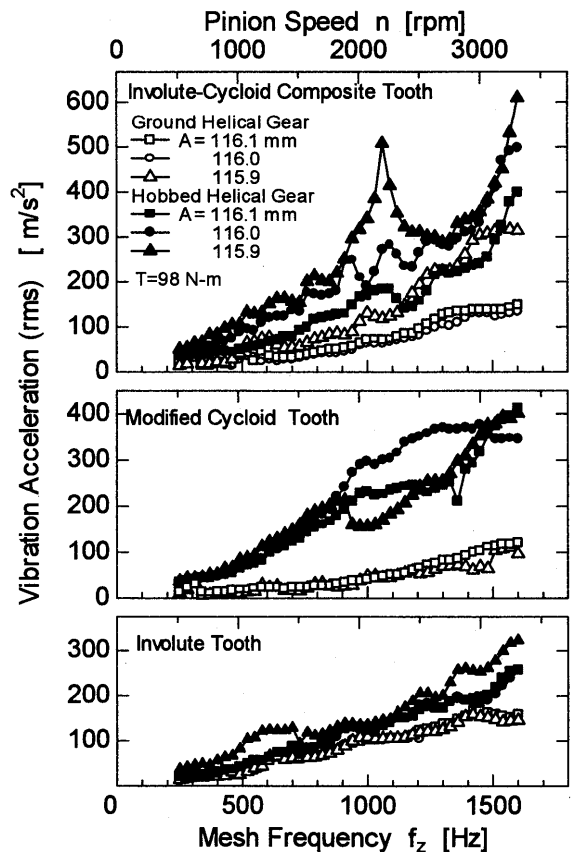 Pinion Speed n [rpm]
0 1000 2000 3000
Vibration Acceleration (rms) [ m/s²]
600
500
400
300
200
100
0
Involute-Cycloid Composite Tooth
Ground Helical Gear
A= 116.1 mm
116.0
115.9
Hobbed Helical Gear
A= 116.1 mm
116.0
115.9
T=98 N-m
400
300
200
100
0
Modified Cycloid Tooth
300
200
100
Involute Tooth
0 500 1000 1500
Mesh Frequency fz [Hz]